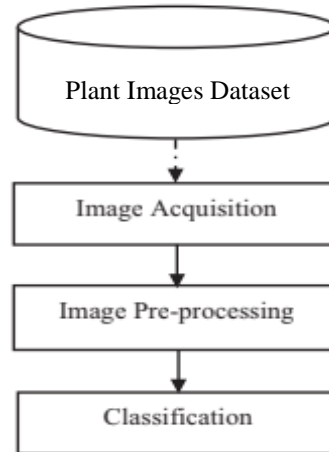 Plant Images Dataset
Image Acquisition
Image Pre-processing
Classification